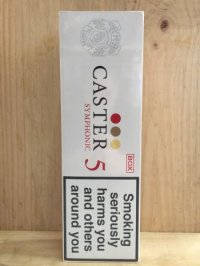 CASTER 5
SYMPHONIC
BOX
Smoking
seriously
harms you
and others
around you